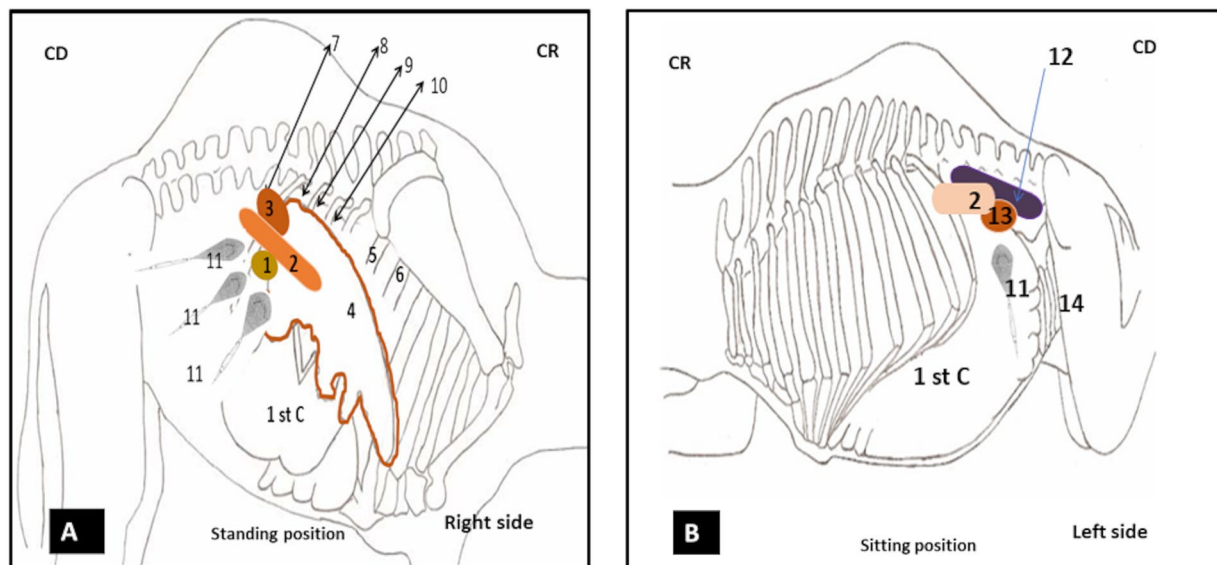 7
8
9
10
CD
CR
3
1
2
5
6
4
11
11
11
1 st C
Right side
A
Standing position
12
CR
CD
2
13
11
14
1 st C
B
Sitting position
Left side